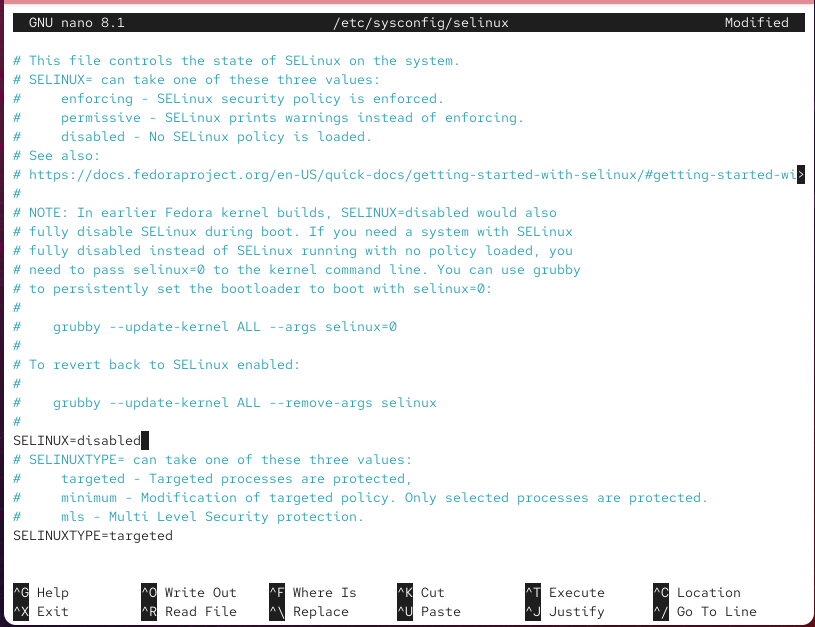 GNU nano 8.1 /etc/sysconfig/selinux Modified
# This file controls the state of SELinux on the system.
# SELINUX= can take one of these three values:
#     enforcing - SELinux security policy is enforced.
#     permissive - SELinux prints warnings instead of enforcing.
#     disabled - No SELinux policy is loaded.
# See also:
# https://docs.fedoraproject.org/en-US/quick-docs/getting-started-with-selinux/#getting-started-wi>
#
# NOTE: In earlier Fedora kernel builds, SELINUX=disabled would also
# fully disable SELinux during boot. If you need a system with SELinux
# fully disabled instead of SELinux running with no policy loaded, you
# need to pass selinux=0 to the kernel command line. You can use grubby
# to persistently set the bootloader to boot with selinux=0:
#
#    grubby --update-kernel ALL --args selinux=0
#
# To revert back to SELinux enabled:
#
#    grubby --update-kernel ALL --remove-args selinux
#
SELINUX=disabled
# SELINUXTYPE= can take one of these three values:
#     targeted - Targeted processes are protected,
#     minimum - Modification of targeted policy. Only selected processes are protected.
#     mls - Multi Level Security protection.
SELINUXTYPE=targeted
^G Help ^O Write Out ^F Where Is ^K Cut ^T Execute ^C Location
^X Exit ^R Read File ^\ Replace ^U Paste ^J Justify ^/ Go To Line